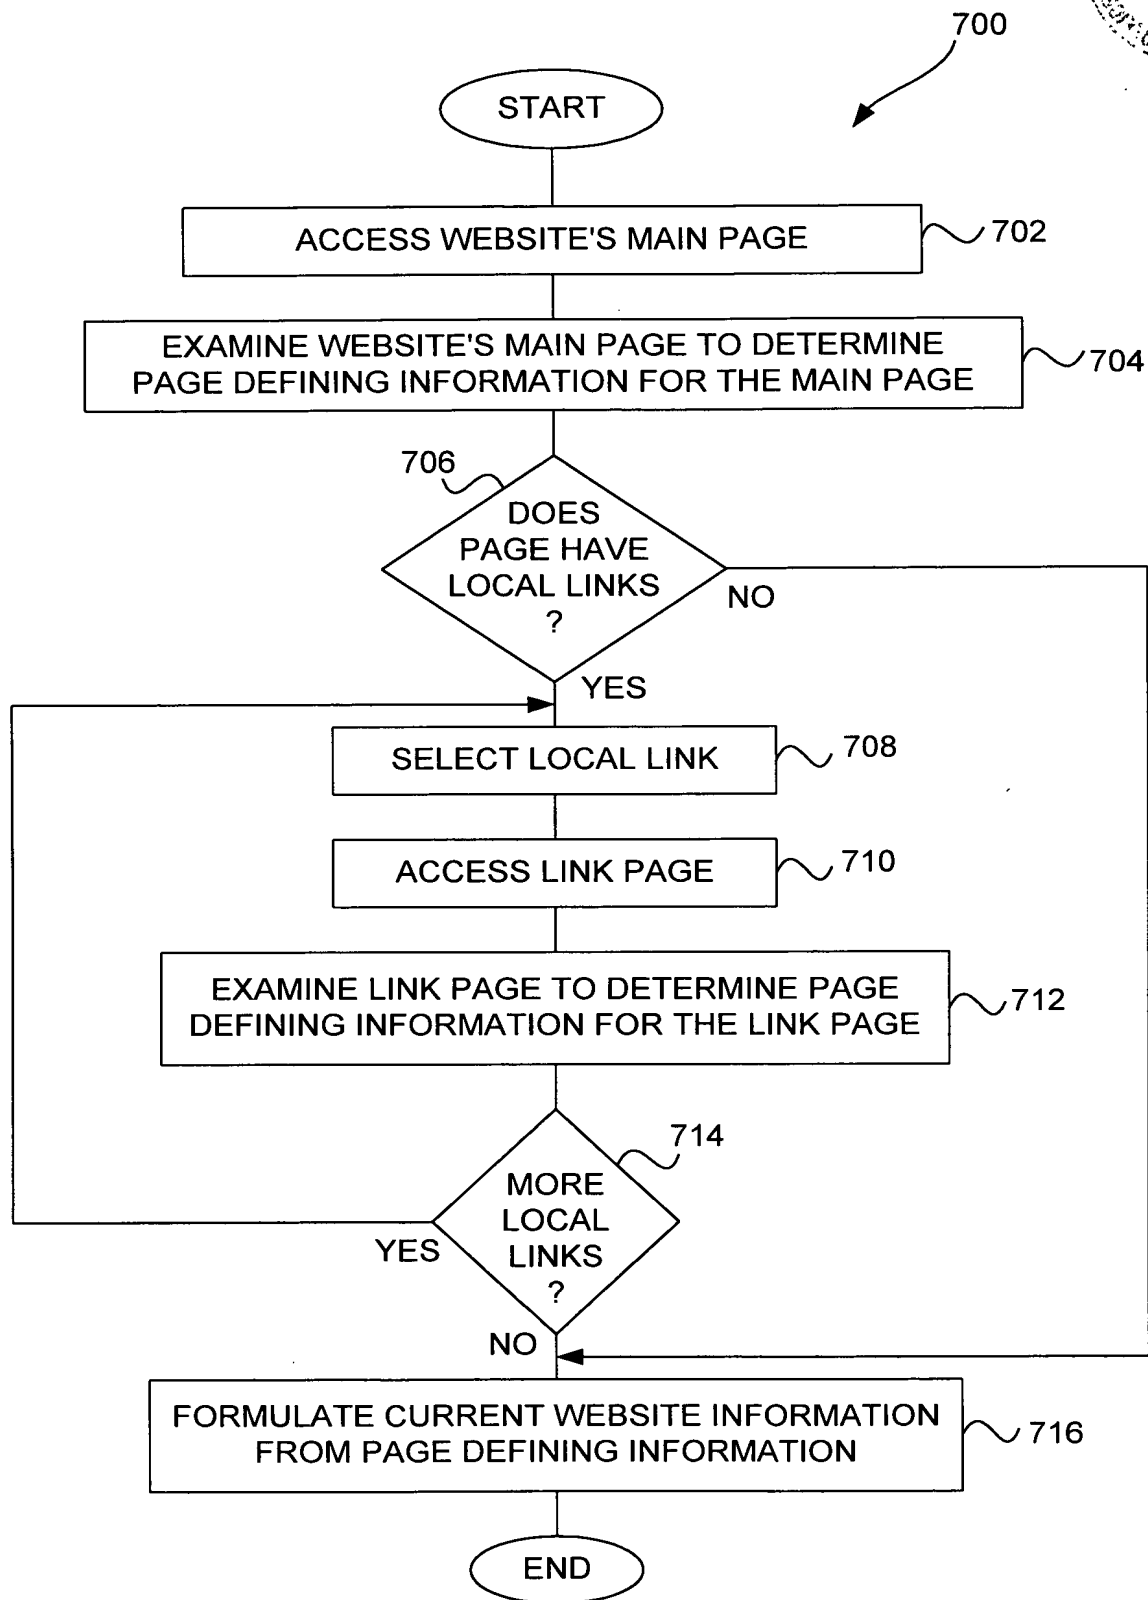 700
START
ACCESS WEBSITE'S MAIN PAGE
702
EXAMINE WEBSITE'S MAIN PAGE TO DETERMINE
PAGE DEFINING INFORMATION FOR THE MAIN PAGE
704
706
DOES
PAGE HAVE
LOCAL LINKS
?
NO
YES
SELECT LOCAL LINK
708
ACCESS LINK PAGE
710
EXAMINE LINK PAGE TO DETERMINE PAGE
DEFINING INFORMATION FOR THE LINK PAGE
712
714
MORE
LOCAL
LINKS
?
YES
NO
FORMULATE CURRENT WEBSITE INFORMATION
FROM PAGE DEFINING INFORMATION
716
END